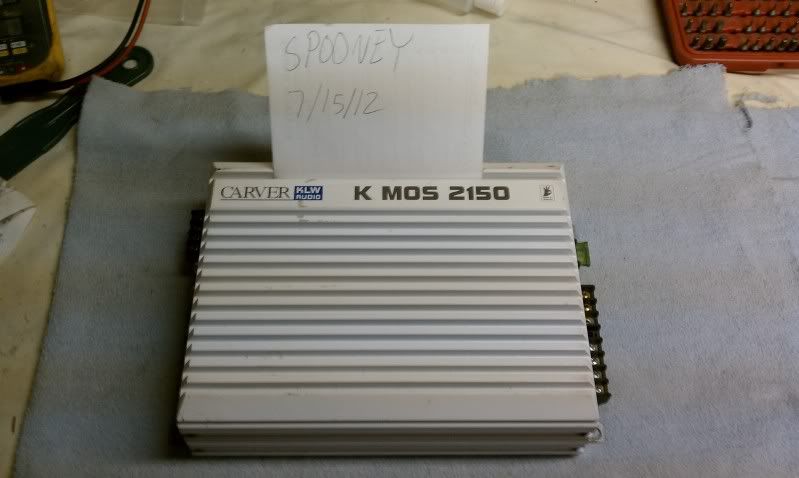 SPOONEY
7/15/12
CARVER KLW AUDIO K MOS 2150